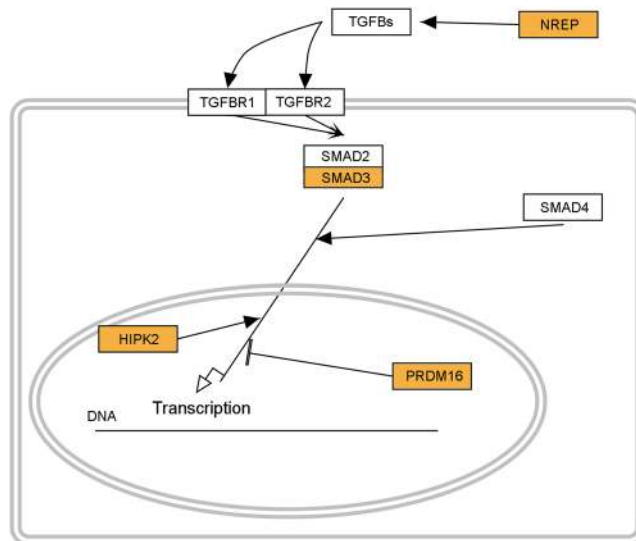 TGFBs
NREP
TGFBR1
TGFBR2
SMAD2
SMAD3
SMAD4
HIPK2
PRDM16
Transcription
DNA